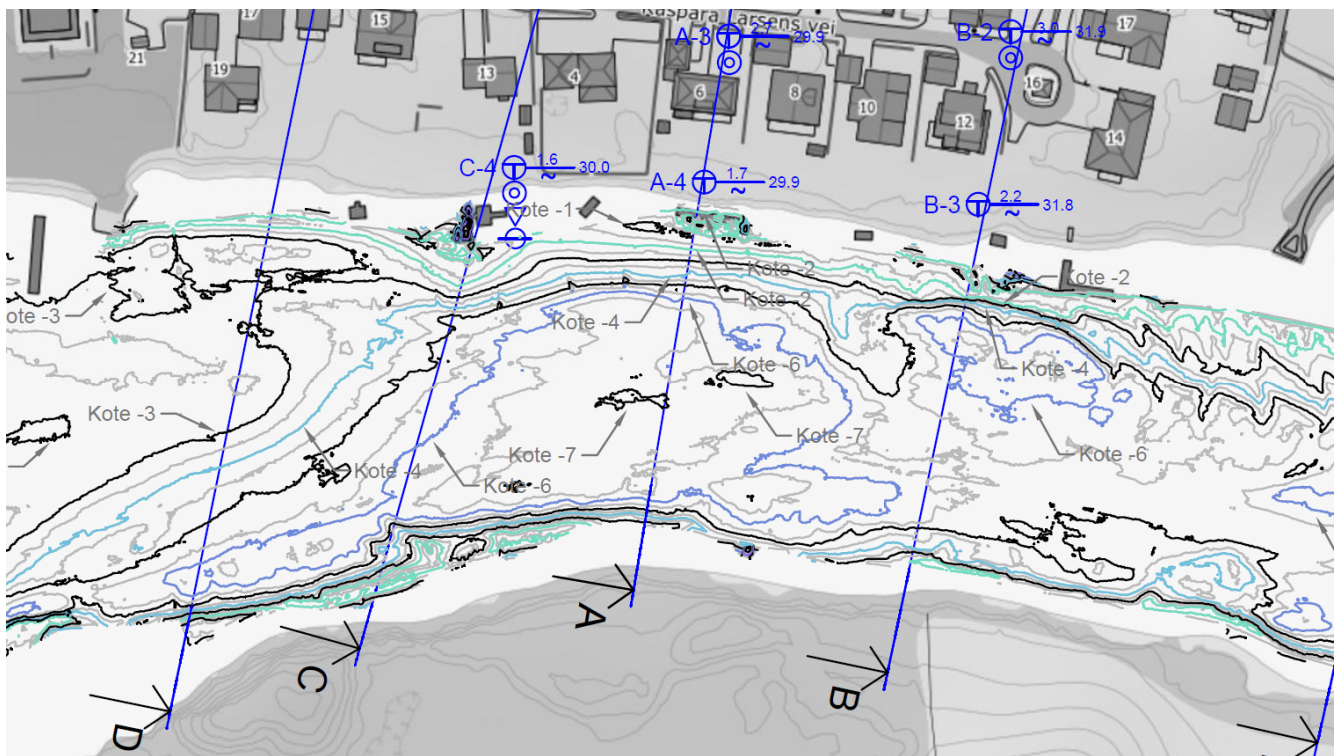 17
15
21
19
13
4
Kaspara Larsens vei
A-3 2.7 29.9
~
6
8
10
B-2 3.0 31.9
~
17
16
12
14
C-4 1.6 30.0
~
A-4 1.7 29.9
~
B-3 2.2 31.8
~
Kote -1
Kote -2
Kote -2
Kote -2
ote -3
Kote -4
Kote -6
Kote -4
Kote -3
Kote -4
Kote -7
Kote -7
Kote -6
Kote -6
A
C
B
D